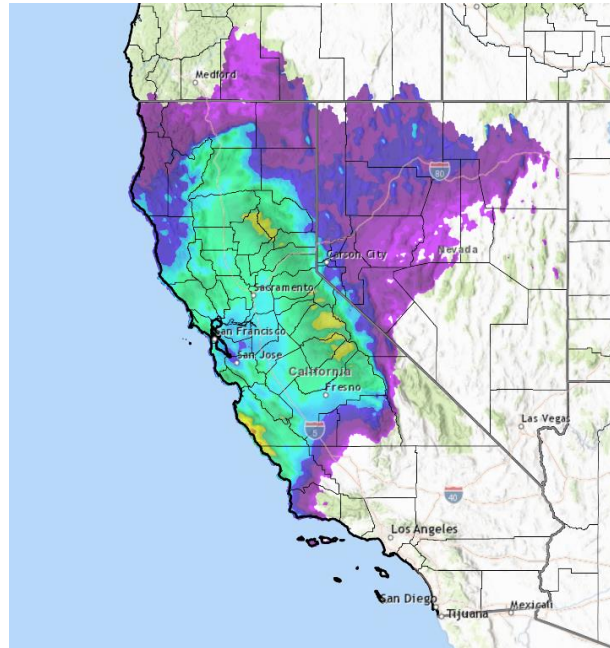 Medford
80
Nevada
Carson City
Sacramento
San Francisco
San Jose
California
Fresno
5
Las Vegas
40
Los Angeles
San Diego
Tijuana
Mexicali